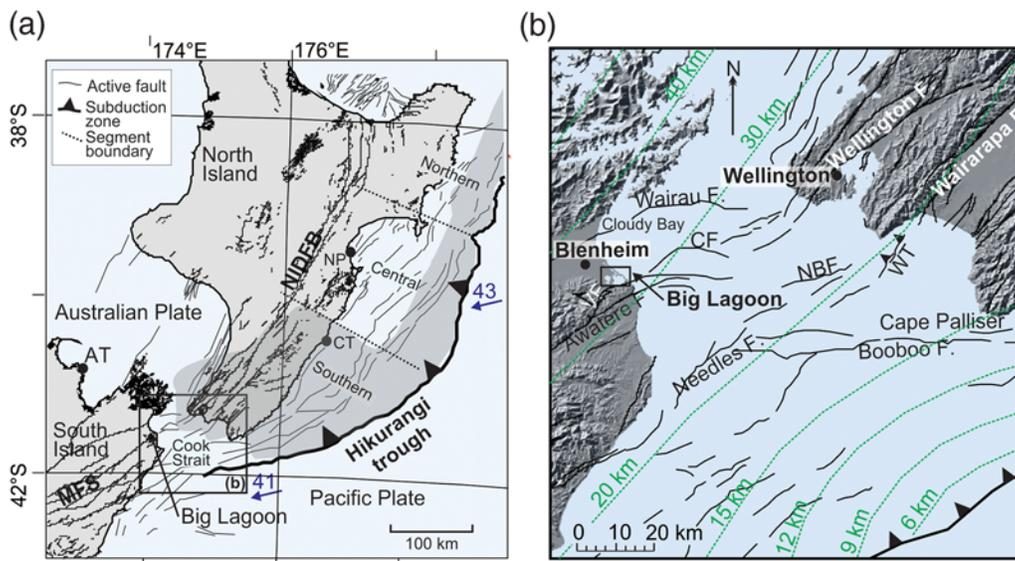 (a)
174°E
176°E
38°S
42°S
Active fault
Subduction
zone
Segment
boundary
North
Island
Northern
NIDFB
NP
Central
43
Australian Plate
CT
AT
Southern
South
Island
Cook
Strait
Hikurangi
trough
MFS
(b)
41
Pacific Plate
Big Lagoon
100 km
(b)
N
40 km
30 km
Wellington F.
Wellington
Wairarapa
Wairau F.
Cloudy Bay
CF
Blenheim
WT
NBF
VF
Big Lagoon
Awatere F.
Cape Palliser
Needles F.
Booboo F.
20 km
15 km
12 km
9 km
6 km
0 10 20 km